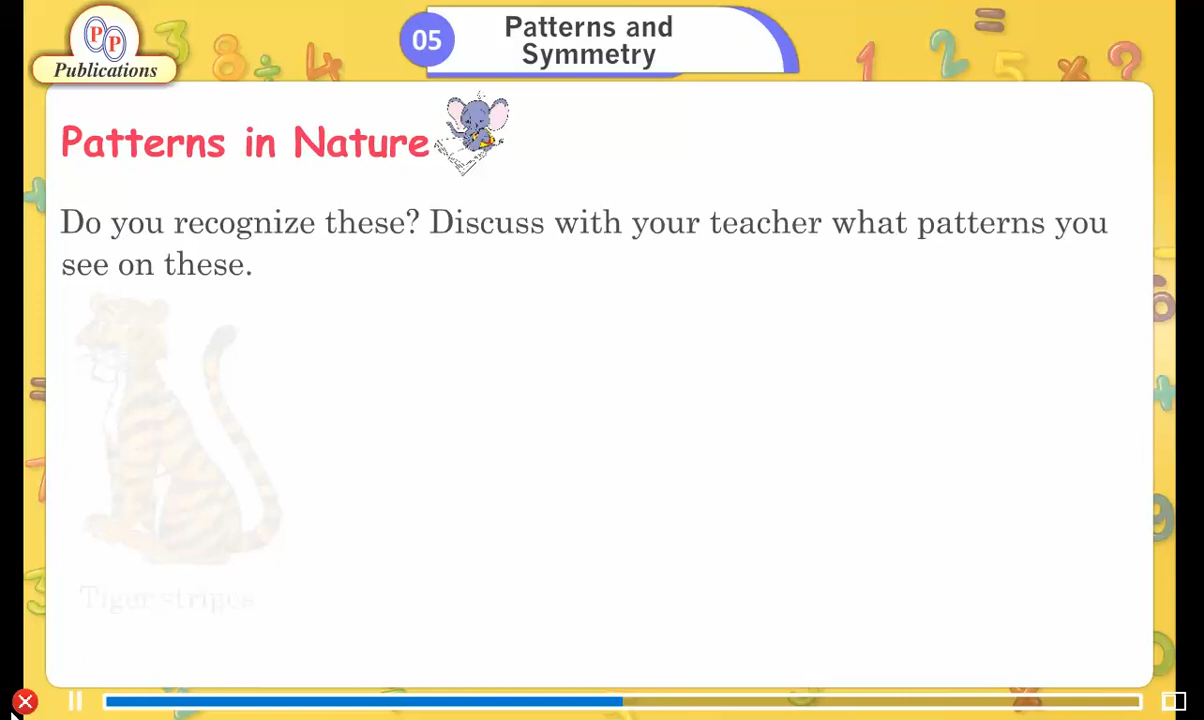 PP
Publications
05
Patterns and
Symmetry
Patterns in Nature
Do you recognize these? Discuss with your teacher what patterns you
see on these.
Tiger stripes